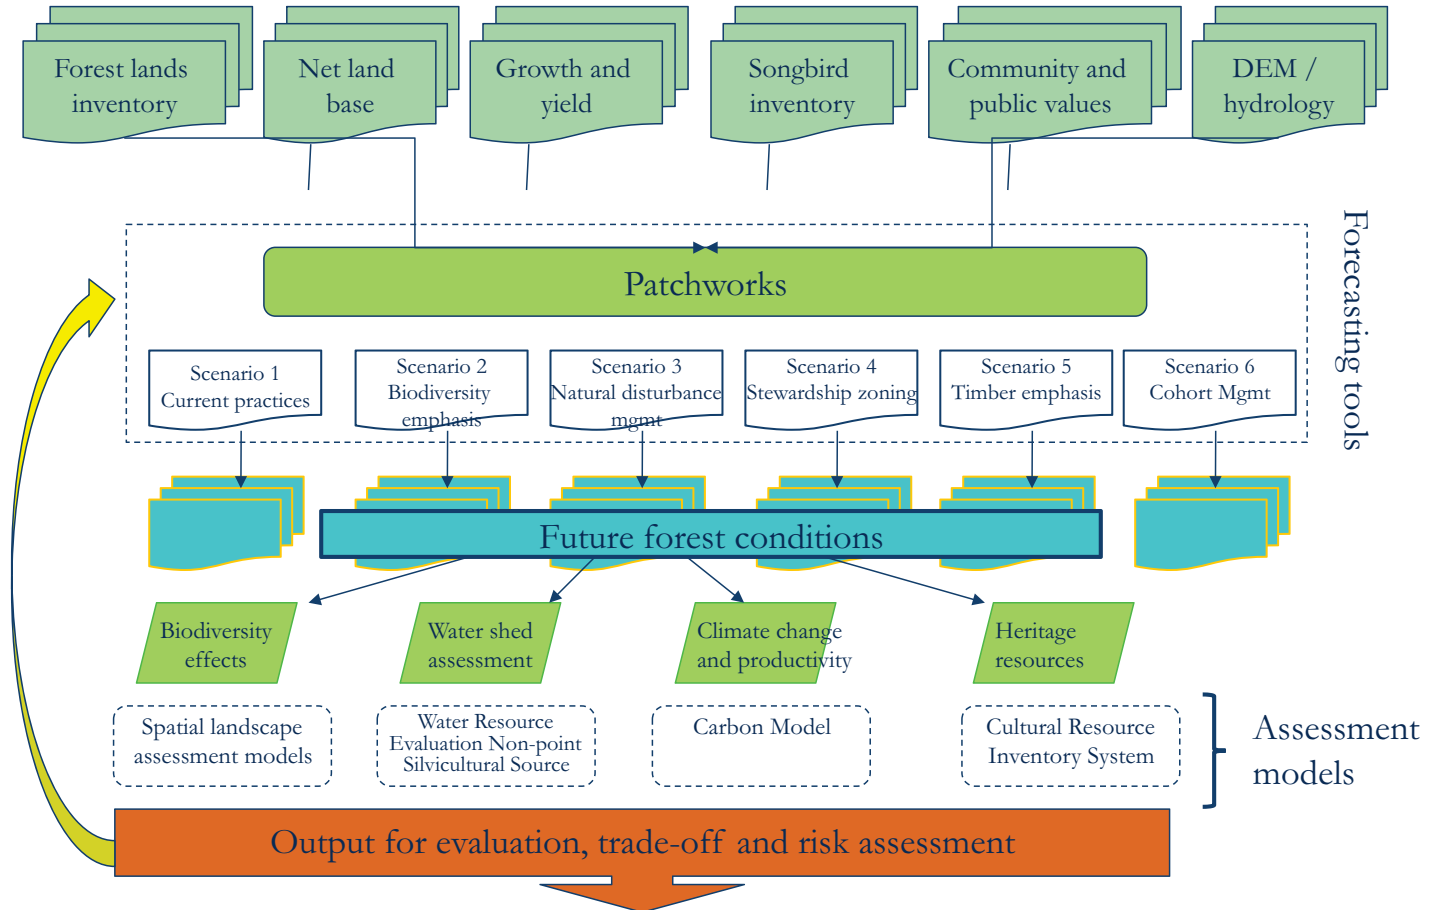 Forest lands
inventory
Net land
base
Growth and
yield
Songbird
inventory
Community and
public values
DEM /
hydrology
Forecasting tools
Patchworks
Scenario 1
Current practices
Scenario 2
Biodiversity
emphasis
Scenario 3
Natural disturbance
mgmt
Scenario 4
Stewardship zoning
Scenario 5
Timber emphasis
Scenario 6
Cohort Mgmt
Future forest conditions
Biodiversity
effects
Water shed
assessment
Climate change
and productivity
Heritage
resources
Spatial landscape
assessment models
Water Resource
Evaluation Non-point
Silvicultural Source
Carbon Model
Cultural Resource
Inventory System
Assessment
models
Output for evaluation, trade-off and risk assessment